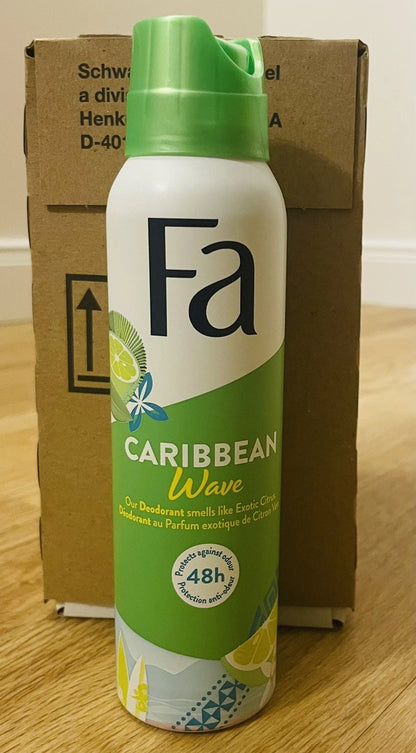 Schwa el
a divi
Henk A
D-40
Fa
CARIBBEAN
Wave
Our Deodorant smells like Exotic Citrus
Déodorant au Parfum exotique de Citron Vert
Protects against odour
48h
Protection anti-odeur